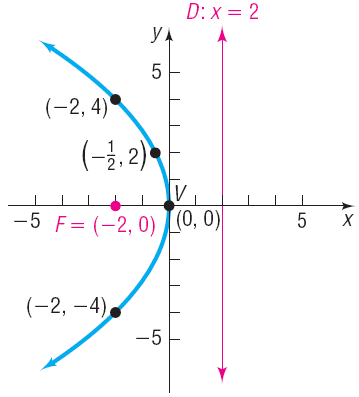 D: x = 2
y
5
(−2, 4)
(−1/2, 2)
V
−5 F = (−2, 0) (0, 0) 5 x
(−2, −4)
−5